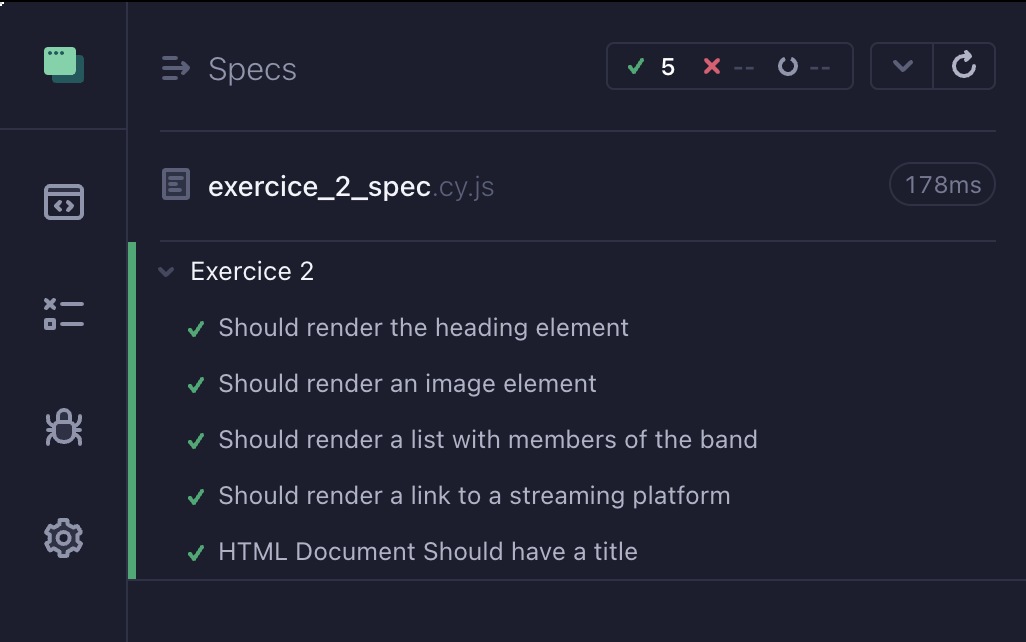 Specs
5 -- --
exercice_2_spec.cy.js
178ms
Exercice 2
Should render the heading element
Should render an image element
Should render a list with members of the band
Should render a link to a streaming platform
HTML Document Should have a title